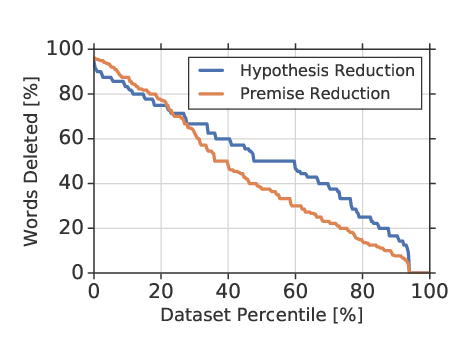 Words Deleted [%]
100
80
60
40
20
0
Hypothesis Reduction
Premise Reduction
0 20 40 60 80 100
Dataset Percentile [%]